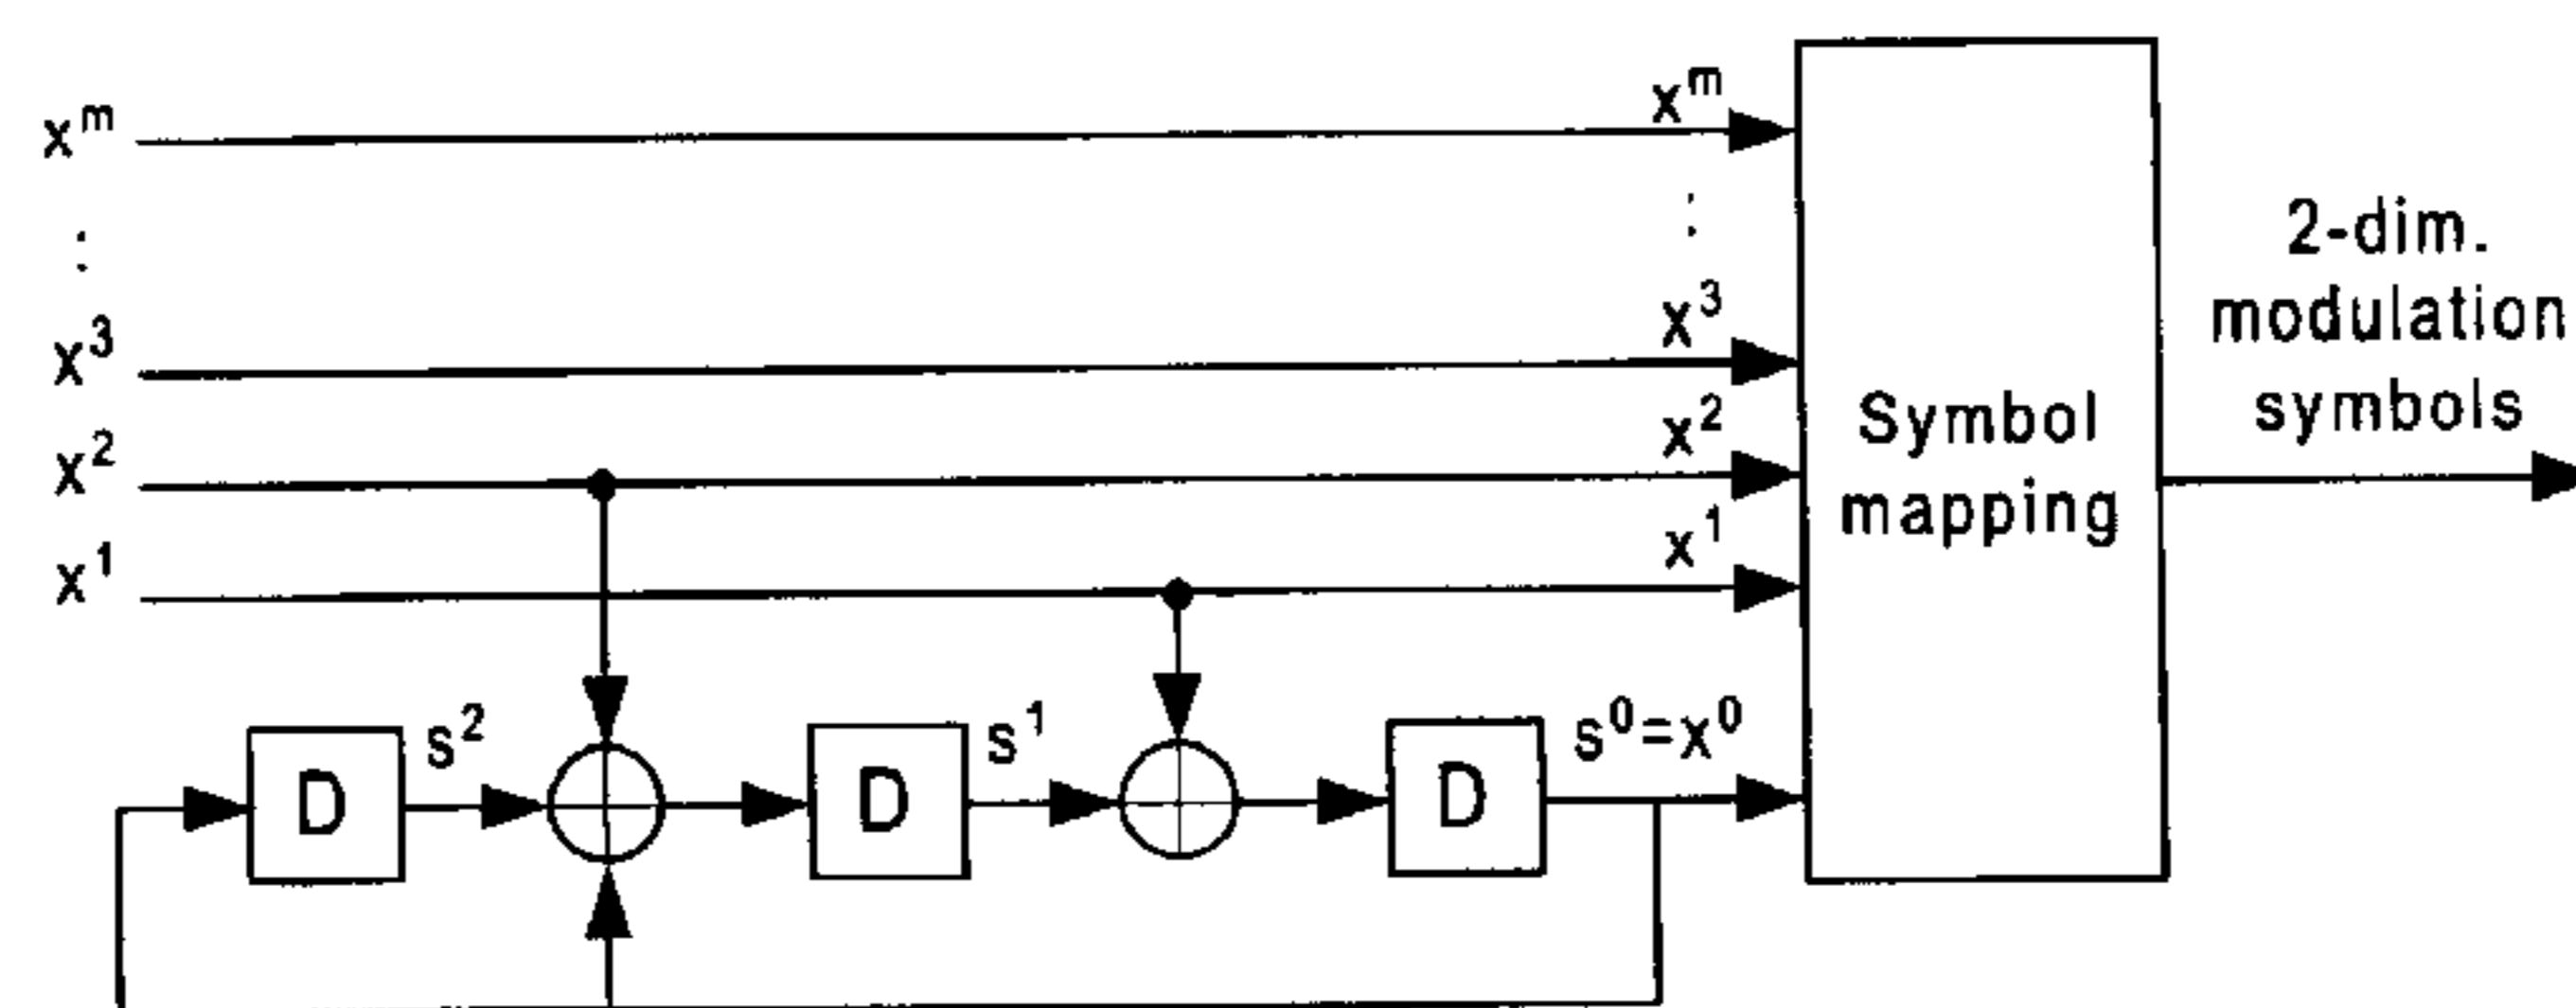 x^m
x^m
:
:
2-dim.
modulation
symbols
x^3
x^3
x^2
x^2
Symbol
mapping
x^1
x^1
s^2
s^1
s^0=x^0
D
D
D